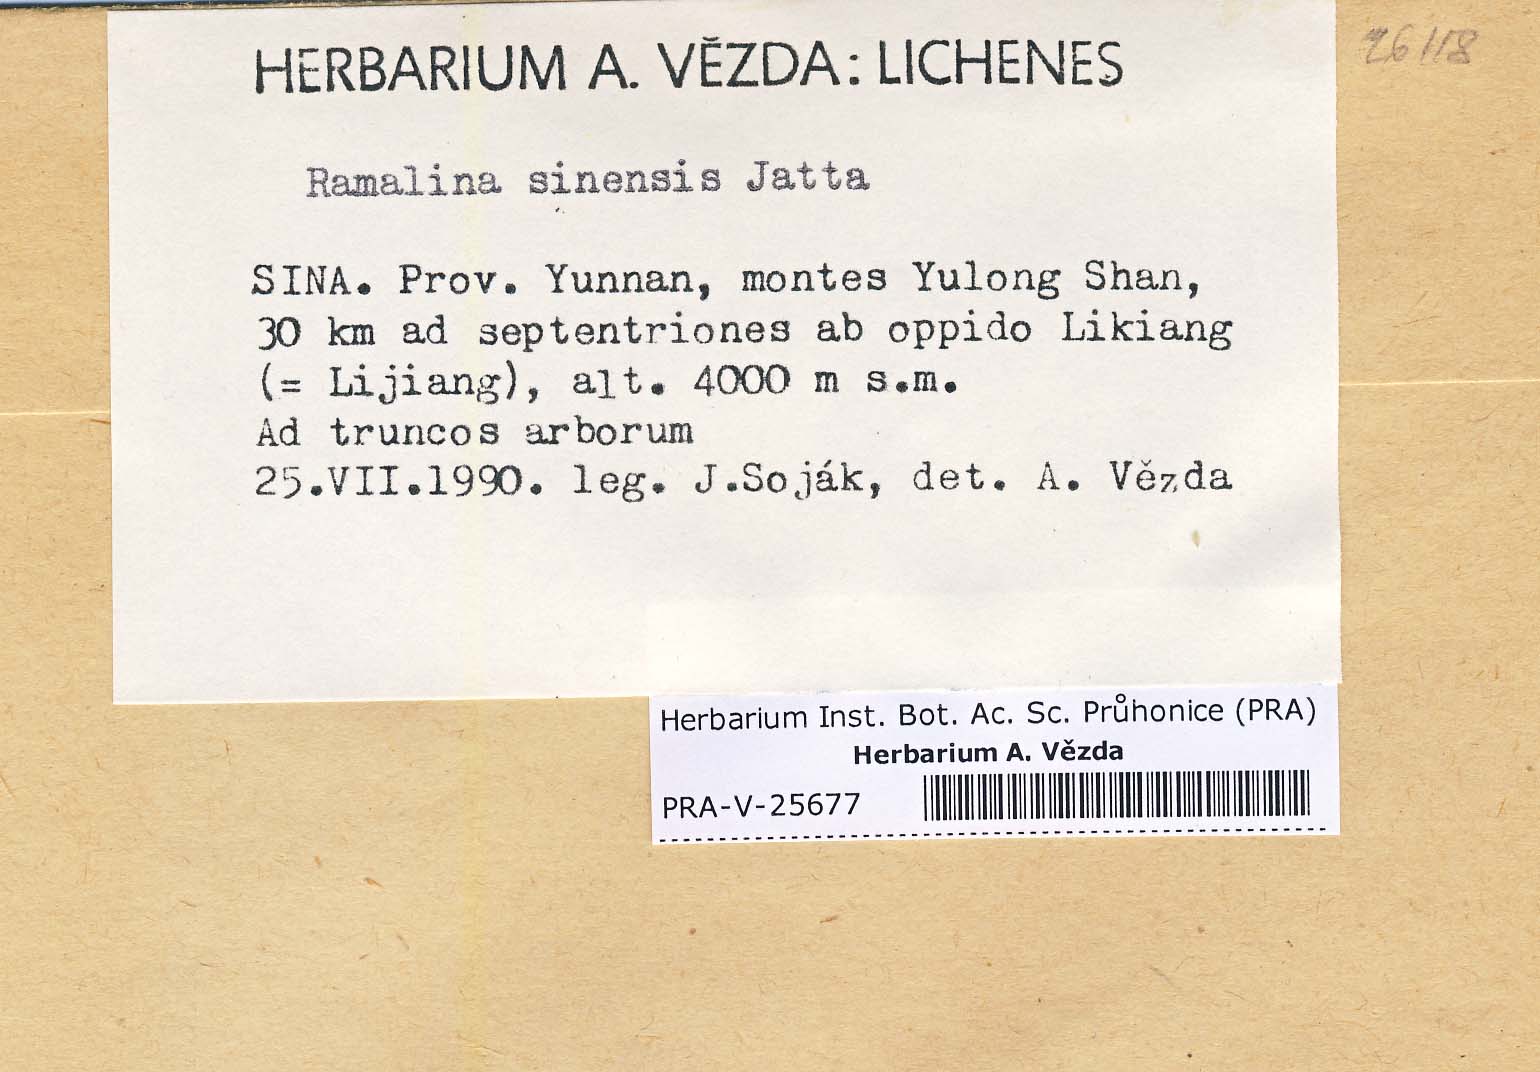 HERBARIUM A. VĚZDA: LICHENES
26118
Ramalina sinensis Jatta
SINA. Prov. Yunnan, montes Yulong Shan,
30 km ad septentriones ab oppido Likiang
(= Lijiang), alt. 4000 m s.m.
Ad truncos arborum
25.VII.1990. leg. J.Soják, det. A. Vězda
Herbarium Inst. Bot. Ac. Sc. Průhonice (PRA)
Herbarium A. Vězda
PRA-V-25677